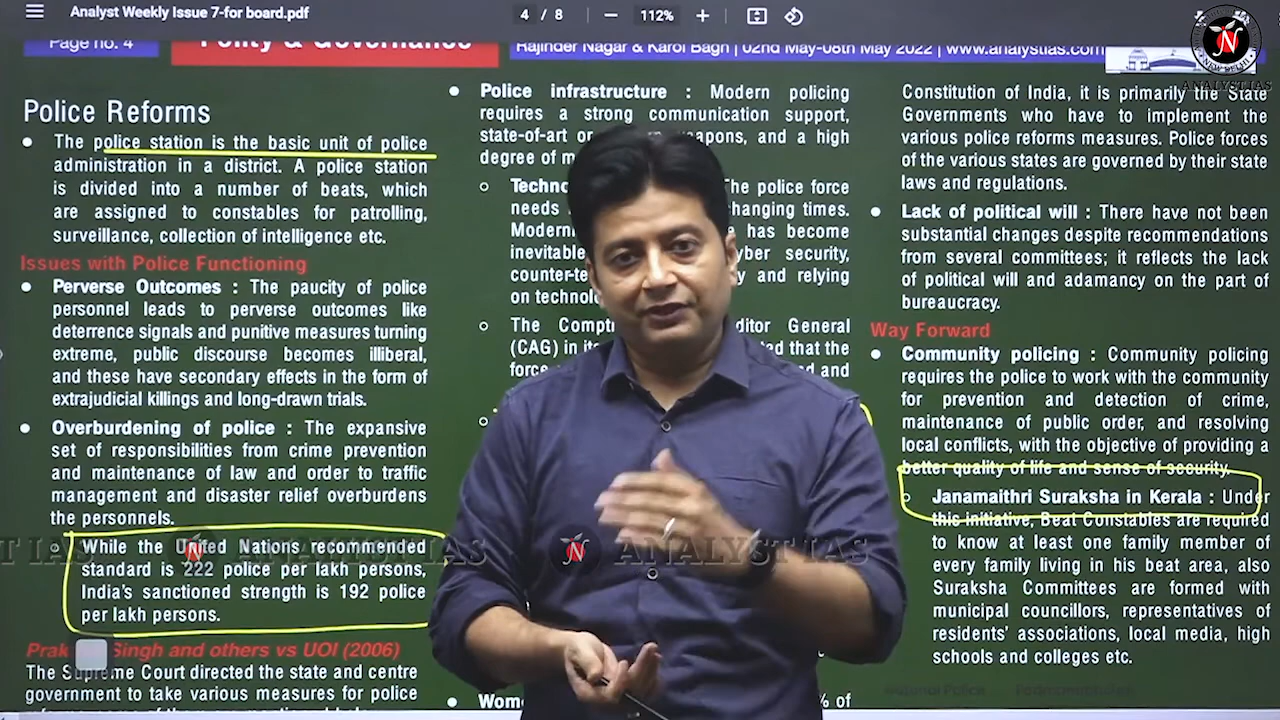 Analyst Weekly Issue 7-for board.pdf
4 / 8
112%
Page no. 4
Polity & Governance
Rajinder Nagar & Karol Bagh | 02nd May-08th May 2022 | www.analystias.com
NEW DELHI
ANALYST IAS
Police Reforms
The police station is the basic unit of police
administration in a district. A police station
is divided into a number of beats, which
are assigned to constables for patrolling,
surveillance, collection of intelligence etc.
Issues with Police Functioning
Perverse Outcomes : The paucity of police
personnel leads to perverse outcomes like
deterrence signals and punitive measures turning
extreme, public discourse becomes illiberal,
and these have secondary effects in the form of
extrajudicial killings and long-drawn trials.
Overburdening of police : The expansive
set of responsibilities from crime prevention
and maintenance of law and order to traffic
management and disaster relief overburdens
the personnels.
While the United Nations recommended
standard is 222 police per lakh persons,
India's sanctioned strength is 192 police
per lakh persons.
Prak Singh and others vs UOI (2006)
The Supreme Court directed the state and centre
government to take various measures for police
Police infrastructure : Modern policing
requires a strong communication support,
state-of-art or weapons, and a high
degree of
The police force
needs changing times.
has become
inevitable cyber security,
and relying
on
The General
(CAG) in that the
force and
of
Constitution of India, it is primarily the State
Governments who have to implement the
various police reforms measures. Police forces
of the various states are governed by their state
laws and regulations.
Lack of political will : There have not been
substantial changes despite recommendations
from several committees; it reflects the lack
of political will and adamancy on the part of
bureaucracy.
Way Forward
Community policing : Community policing
requires the police to work with the community
for prevention and detection of crime,
maintenance of public order, and resolving
local conflicts, with the objective of providing a
better quality of life and sense of security.
Janamaithri Suraksha in Kerala : Under
this initiative, Beat Constables are required
to know at least one family member of
every family living in his beat area, also
Suraksha Committees are formed with
municipal councillors, representatives of
residents' associations, local media, high
schools and colleges etc.
ANALYST IAS